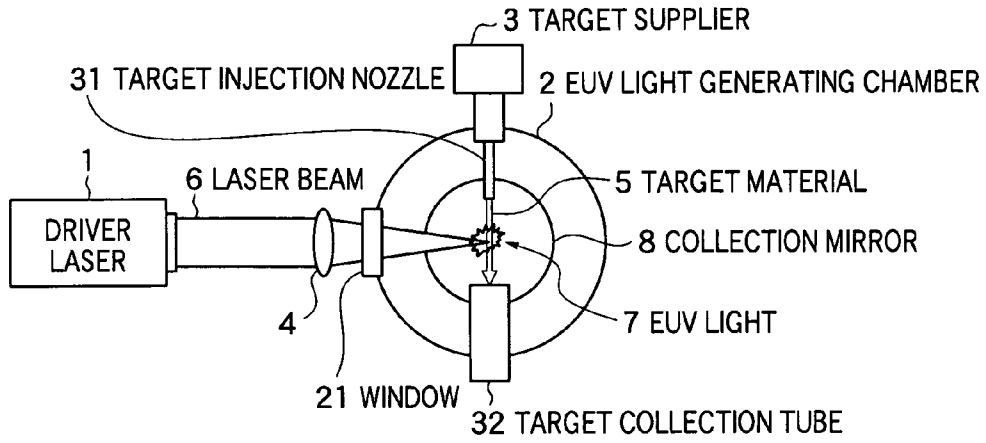 3 TARGET SUPPLIER
31 TARGET INJECTION NOZZLE
2 EUV LIGHT GENERATING CHAMBER
1
6 LASER BEAM
5 TARGET MATERIAL
DRIVER
LASER
8 COLLECTION MIRROR
4
7 EUV LIGHT
21 WINDOW
32 TARGET COLLECTION TUBE